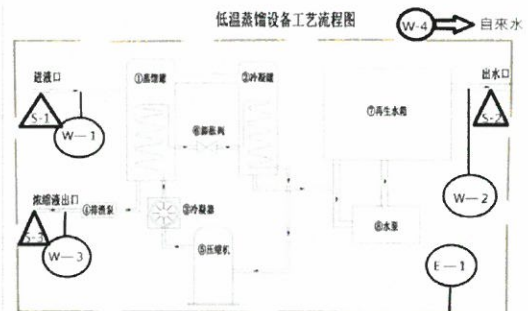 低温蒸馏设备工艺流程图
W-4
自來水
进液口
①蒸馏罐
②冷凝罐
出水口
S-1
W—1
⑥膨胀阀
⑦再生水箱
S-2
W—2
浓缩液出口
④排渣泵
③冷凝器
⑧水泵
S-3
W—3
⑤压缩机
E—1